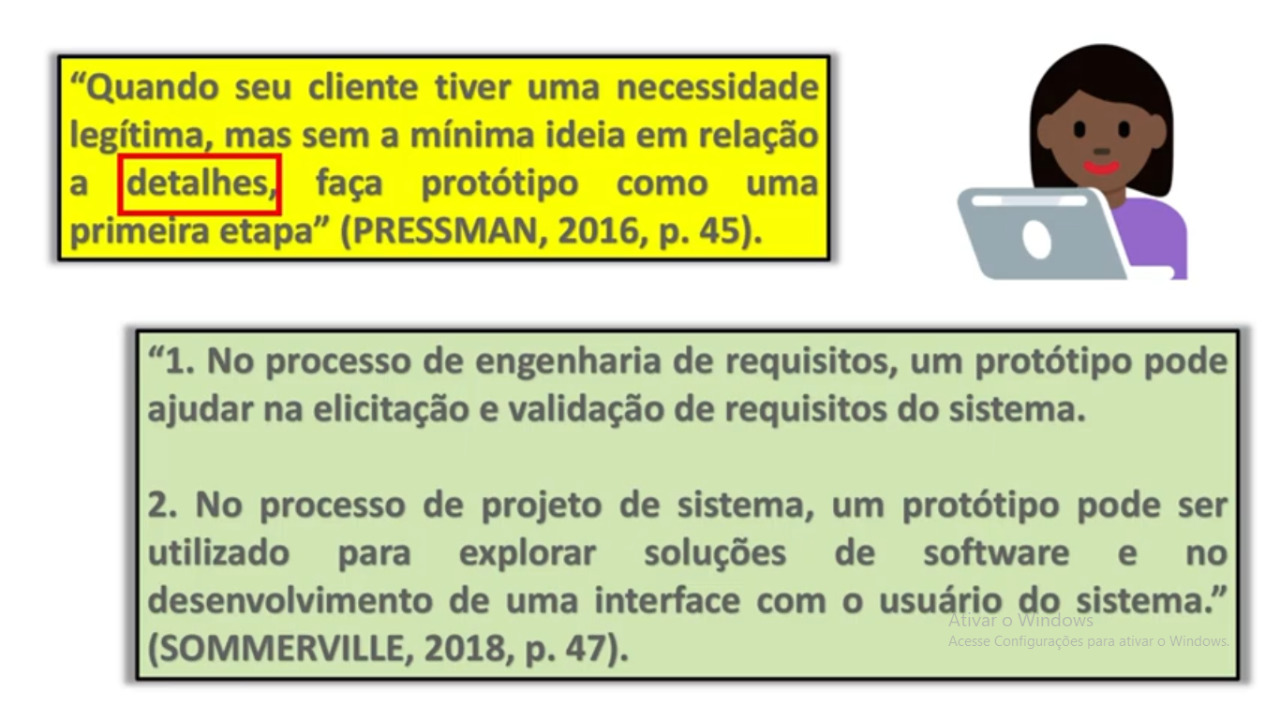 “Quando seu cliente tiver uma necessidade
legítima, mas sem a mínima ideia em relação
a detalhes, faça protótipo como uma
primeira etapa” (PRESSMAN, 2016, p. 45).
“1. No processo de engenharia de requisitos, um protótipo pode
ajudar na elicitação e validação de requisitos do sistema.
2. No processo de projeto de sistema, um protótipo pode ser
utilizado para explorar soluções de software e no
desenvolvimento de uma interface com o usuário do sistema.”
(SOMMERVILLE, 2018, p. 47).
Ativar o Windows
Acesse Configurações para ativar o Windows.